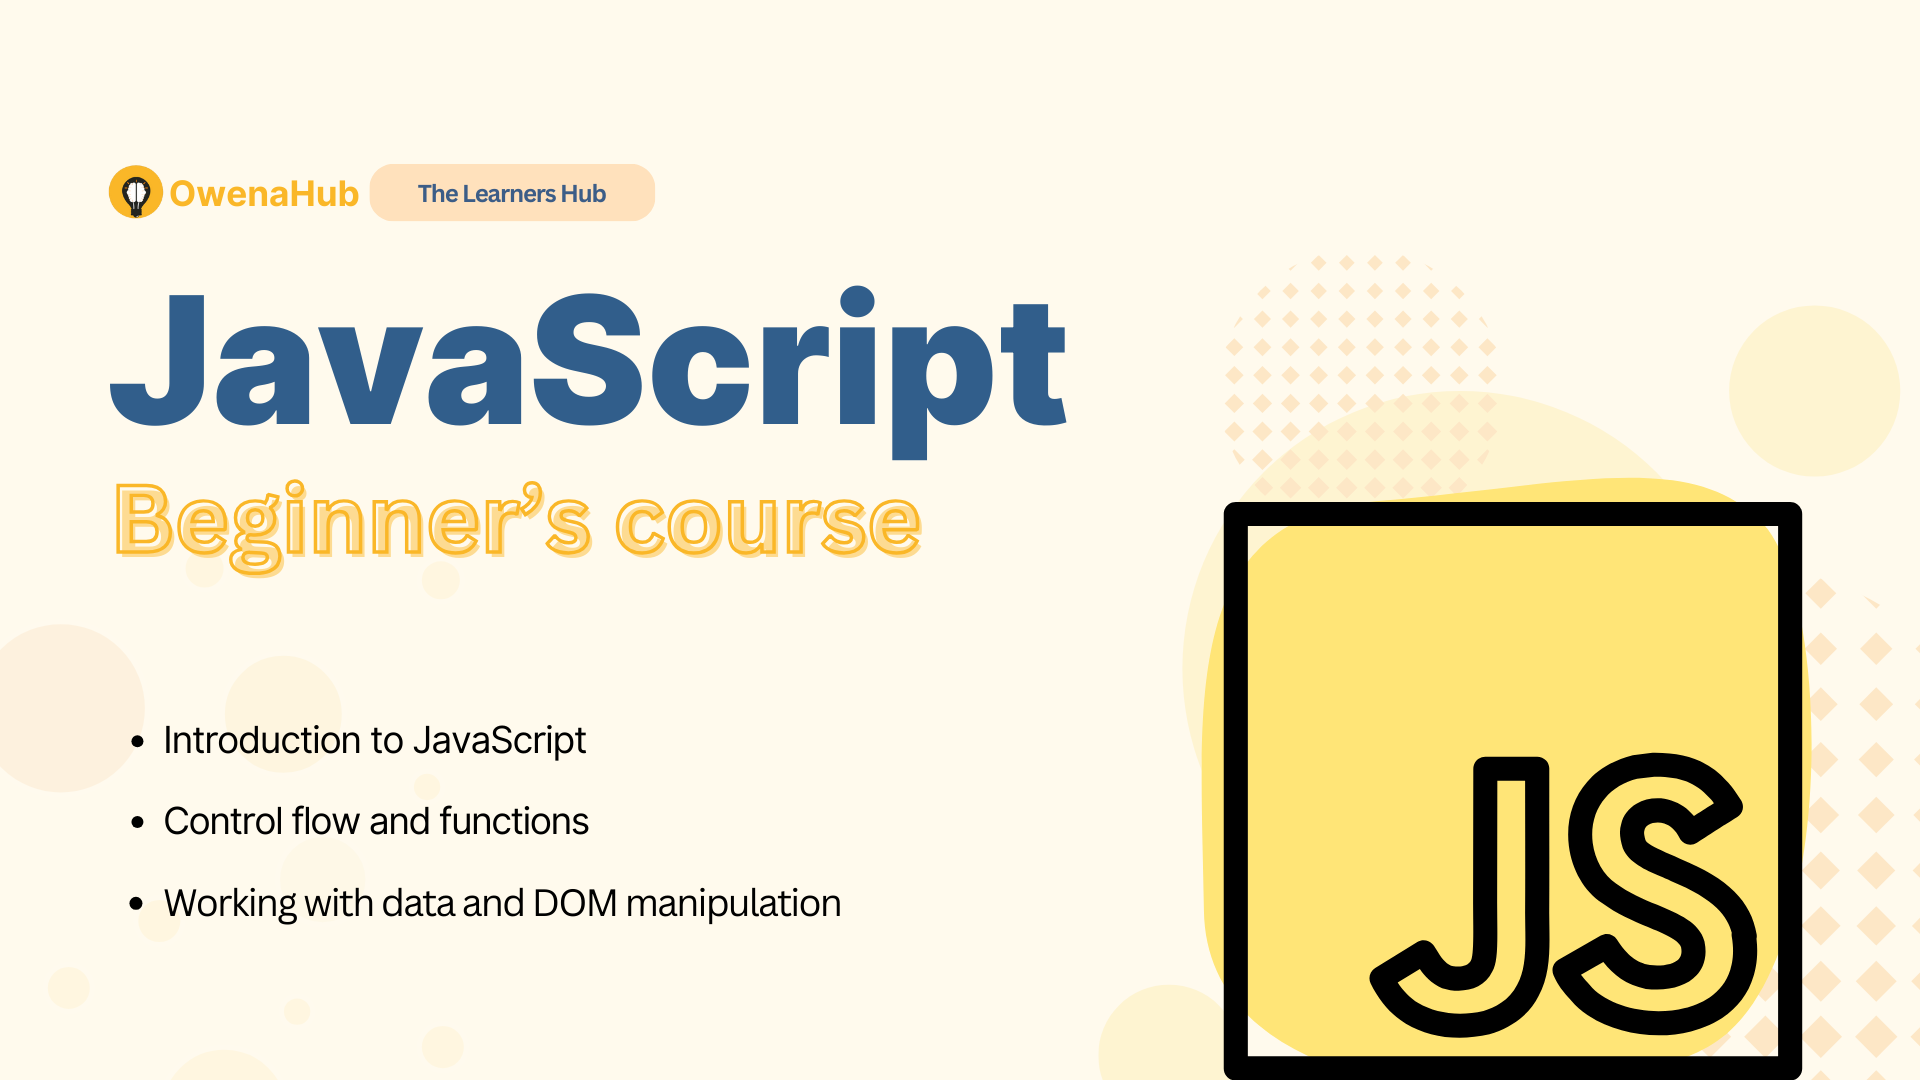 OwenaHub The Learners Hub
JavaScript
Beginner’s course
• Introduction to JavaScript
• Control flow and functions
• Working with data and DOM manipulation
JS